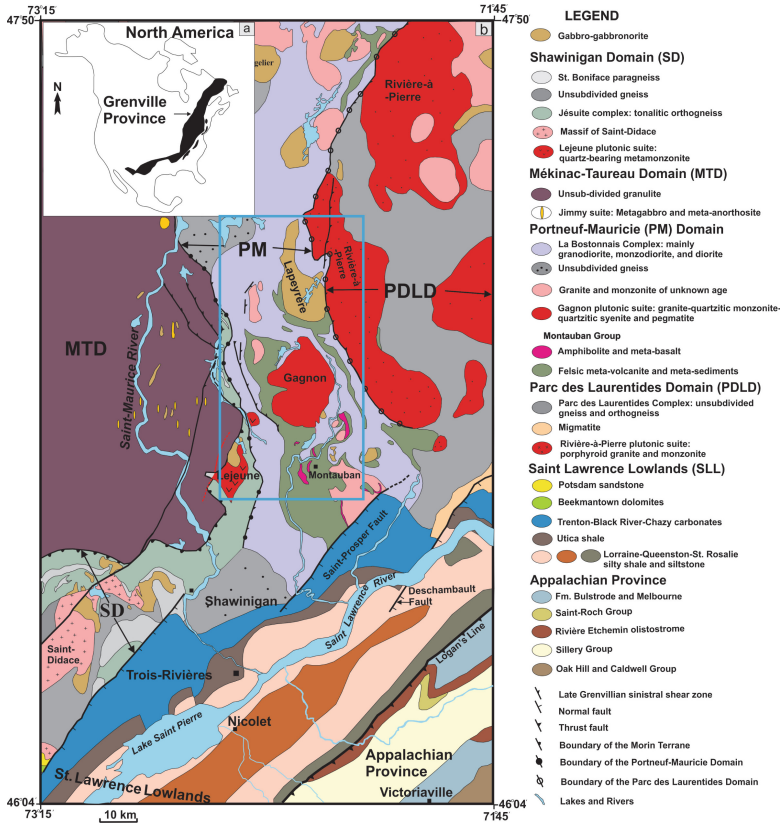 73°15
71°45
47°50
47°50
a
b
North America
N
Grenville
Province
gelier
Rivière-à
-Pierre
PM
Rivière-à
-Pierre
Lapeyrère
PDLD
MTD
Saint-Maurice River
Gagnon
Lejeune
Montauban
Saint-Prosper Fault
Shawinigan
SD
Saint-
Didace
Saint Lawrence River
Deschambault
Fault
Logan's Line
Trois-Rivières
Lake Saint Pierre
Nicolet
Appalachian
Province
St. Lawrence Lowlands
Victoriaville
46°04
46°04
73°15
71°45
10 km
LEGEND
Gabbro-gabbronorite
Shawinigan Domain (SD)
St. Boniface paragneiss
Unsubdivided gneiss
Jésuite complex: tonalitic orthogneiss
Massif of Saint-Didace
Lejeune plutonic suite:
quartz-bearing metamonzonite
Mékinac-Taureau Domain (MTD)
Unsub-divided granulite
Jimmy suite: Metagabbro and meta-anorthosite
Portneuf-Mauricie (PM) Domain
La Bostonnais Complex: mainly
granodiorite, monzodiorite, and diorite
Unsubdivided gneiss
Granite and monzonite of unknown age
Gagnon plutonic suite: granite-quartzitic monzonite-
quartzitic syenite and pegmatite
Montauban Group
Amphibolite and meta-basalt
Felsic meta-volcanite and meta-sediments
Parc des Laurentides Domain (PDLD)
Parc des Laurentides Complex: unsubdivided
gneiss and orthogneiss
Migmatite
Rivière-à-Pierre plutonic suite:
porphyroid granite and monzonite
Saint Lawrence Lowlands (SLL)
Potsdam sandstone
Beekmantown dolomites
Trenton-Black River-Chazy carbonates
Utica shale
Lorraine-Queenston-St. Rosalie
silty shale and siltstone
Appalachian Province
Fm. Bulstrode and Melbourne
Saint-Roch Group
Rivière Etchemin olistostrome
Sillery Group
Oak Hill and Caldwell Group
Late Grenvillian sinistral shear zone
Normal fault
Thrust fault
Boundary of the Morin Terrane
Boundary of the Portneuf-Mauricie Domain
Boundary of the Parc des Laurentides Domain
Lakes and Rivers